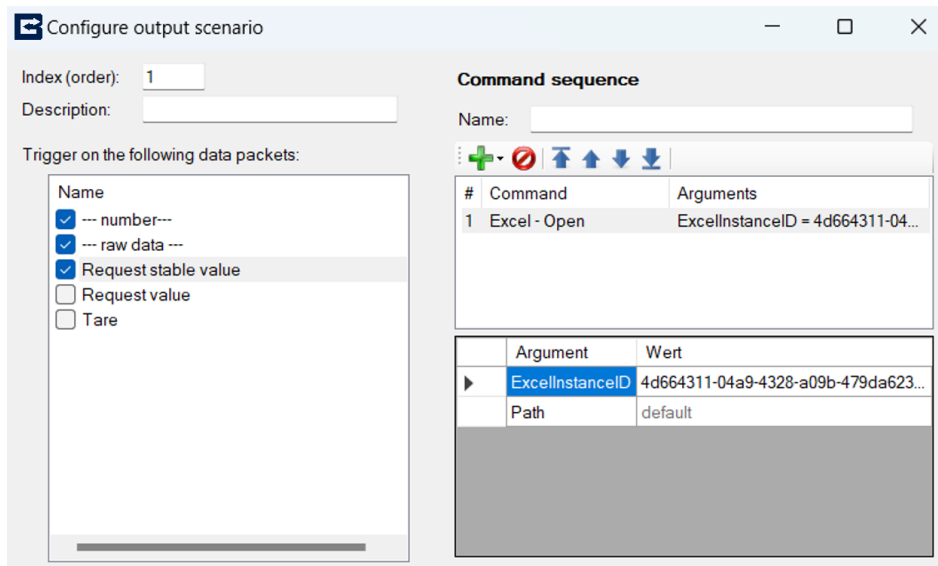 Configure output scenario
Index (order): 1
Description:
Trigger on the following data packets:
Name
--- number---
--- raw data ---
Request stable value
Request value
Tare
Command sequence
Name:
# Command Arguments
1 Excel - Open ExcelInstanceID = 4d664311-04...
Argument Wert
ExcelInstanceID 4d664311-04a9-4328-a09b-479da623...
Path default